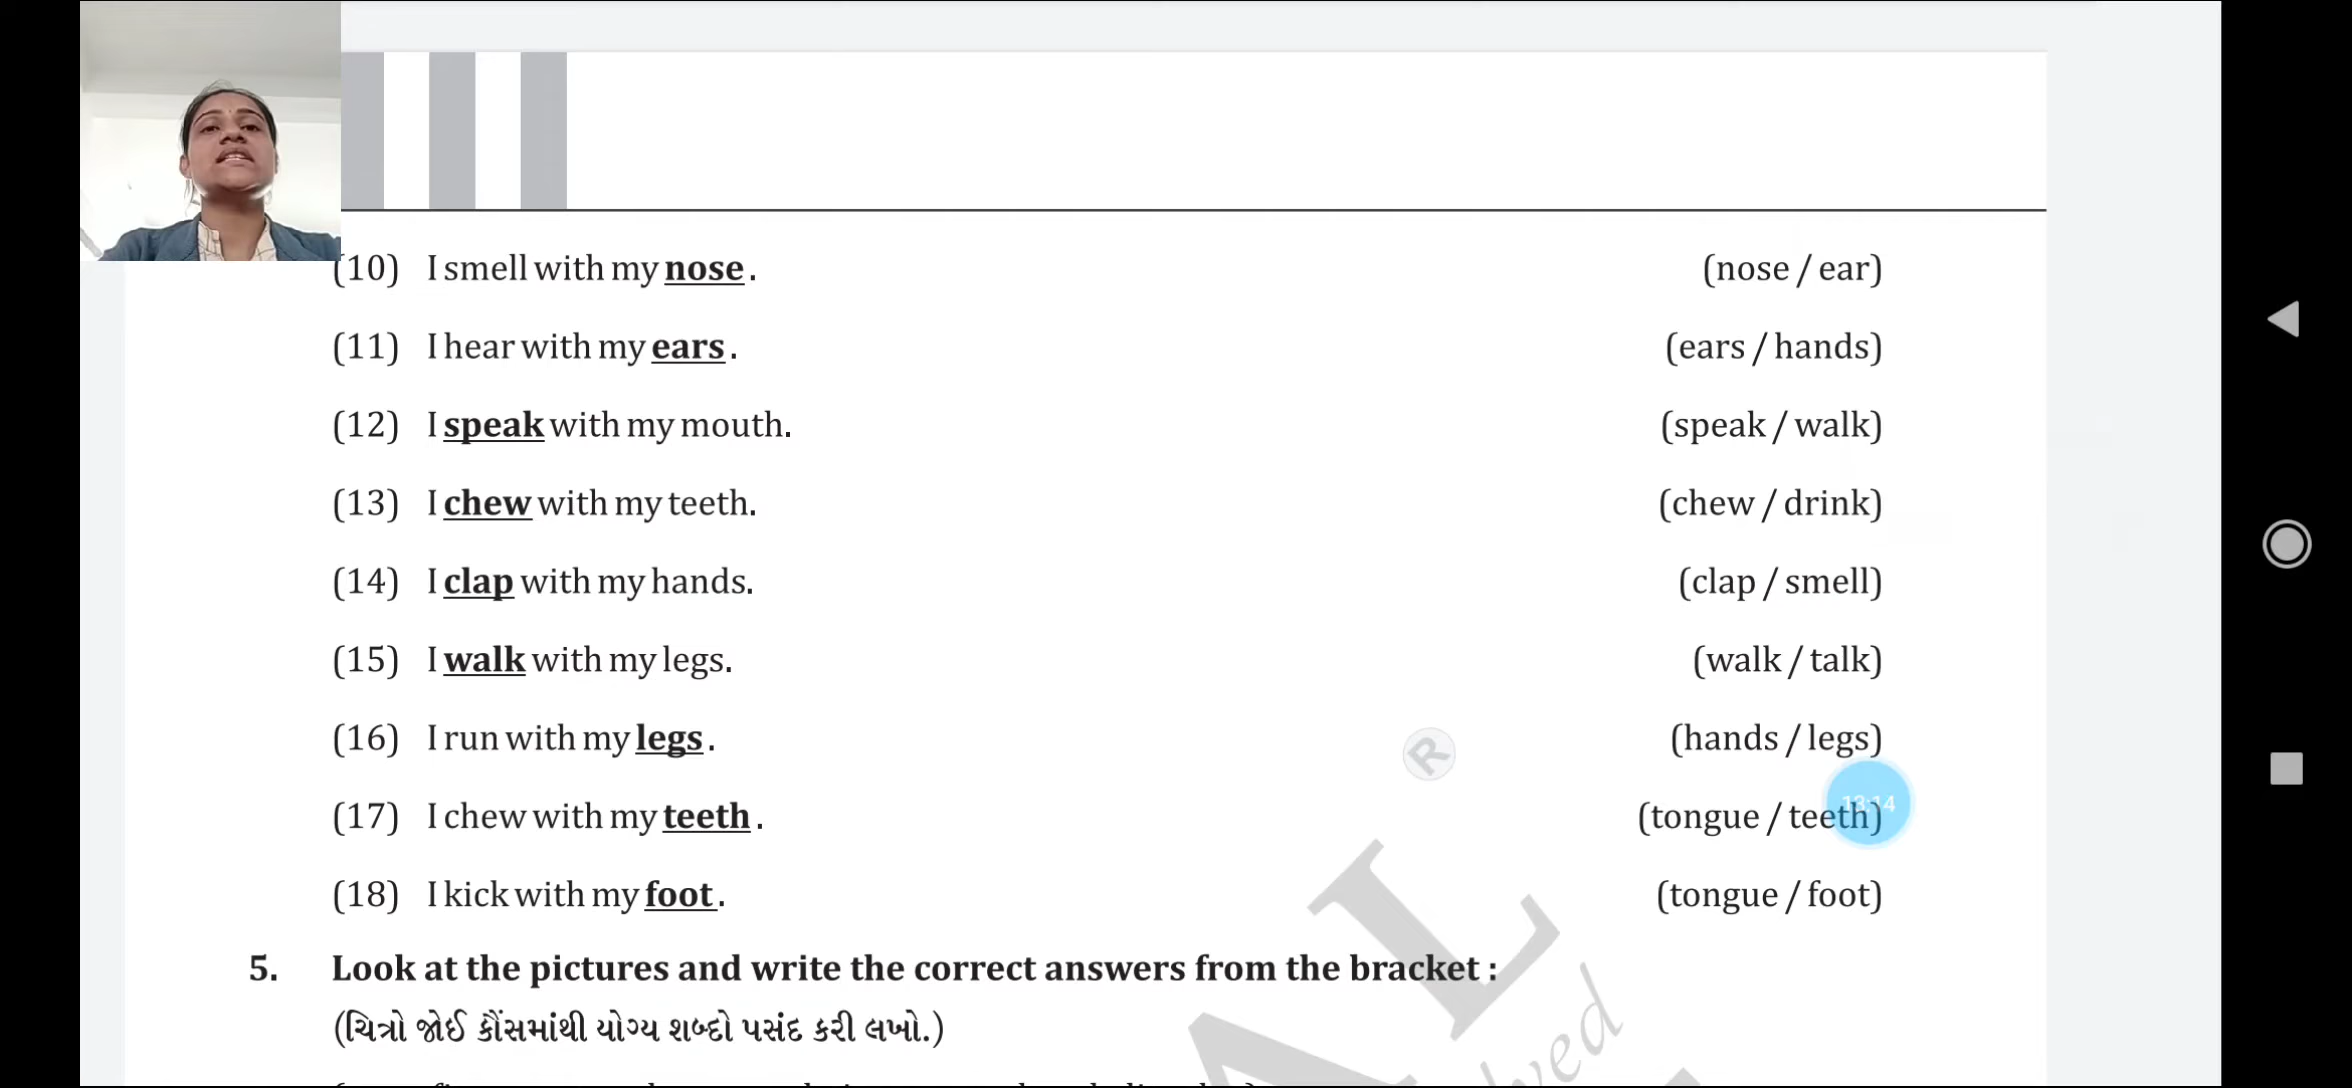 (10) I smell with my nose. (nose / ear)
(11) I hear with my ears. (ears / hands)
(12) I speak with my mouth. (speak / walk)
(13) I chew with my teeth. (chew / drink)
(14) I clap with my hands. (clap / smell)
(15) I walk with my legs. (walk / talk)
(16) I run with my legs. (hands / legs)
(17) I chew with my teeth. (tongue / teeth)
13:14
(18) I kick with my foot. (tongue / foot)
5. Look at the pictures and write the correct answers from the bracket :
(ચિત્રો જોઈ કૌંસમાંથી યોગ્ય શબ્દો પસંદ કરી લખો.)
®